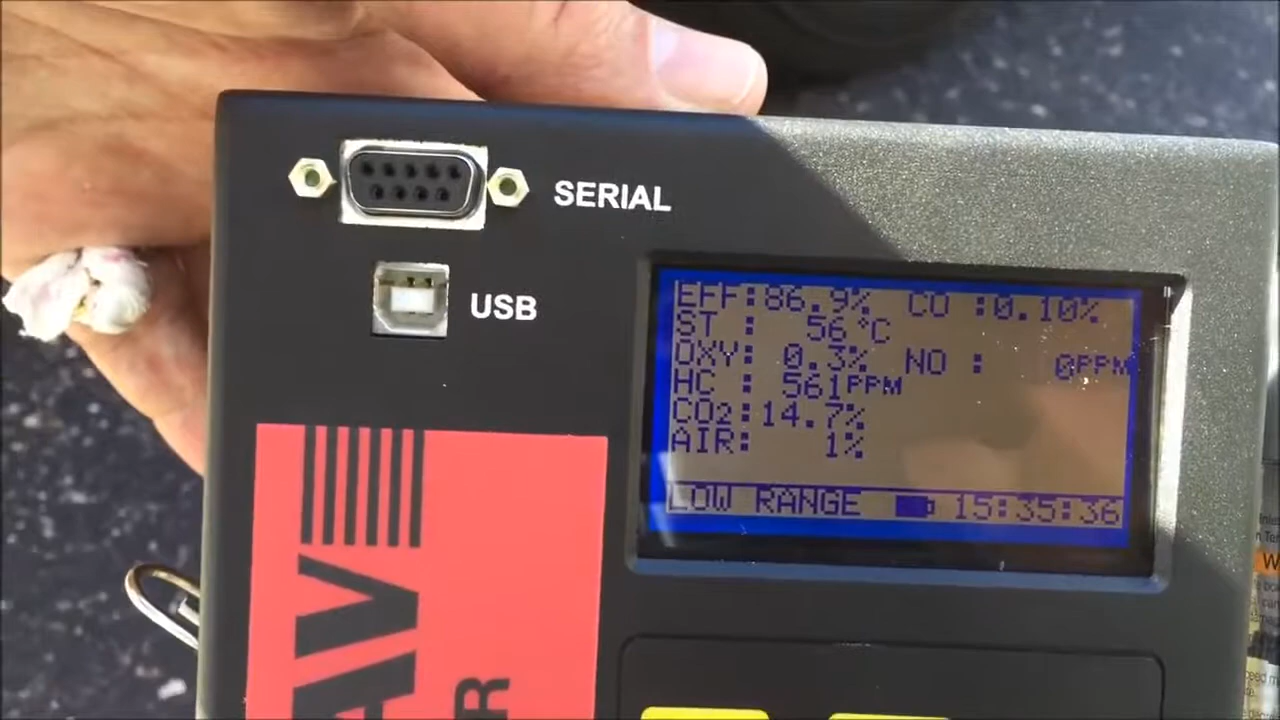 SERIAL
USB
EFF:86.9% CO :0.10%
ST : 56°C
OXY: 0.3% NO : 0PPM
HC : 561PPM
CO2:14.7%
AIR: 1%
LOW RANGE 15:35:36
AV
R